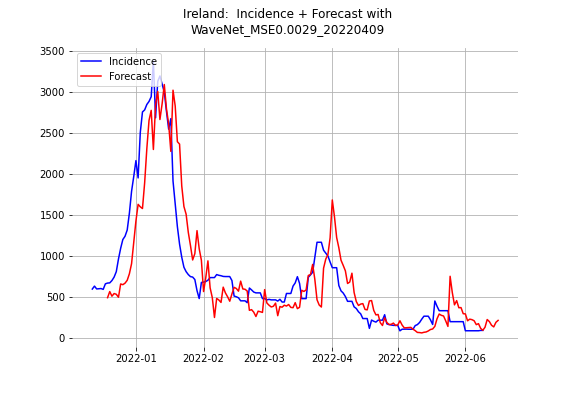 Ireland:  Incidence + Forecast with
WaveNet_MSE0.0029_20220409
3500
Incidence
Forecast
3000
2500
2000
1500
1000
500
0
2022-01 2022-02 2022-03 2022-04 2022-05 2022-06